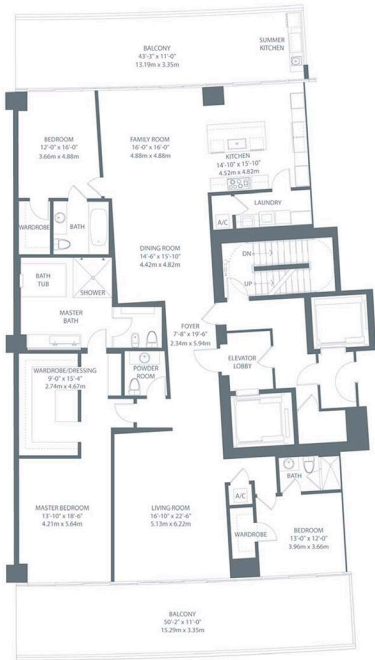 BALCONY
43'-3" x 11'-0"
13.19m x 3.35m
SUMMER
KITCHEN
BEDROOM
12'-0" x 16'-0"
3.66m x 4.88m
FAMILY ROOM
16'-0" x 16'-0"
4.88m x 4.88m
KITCHEN
14'-10" x 15'-10"
4.52m x 4.82m
LAUNDRY
A/C
WARDROBE
BATH
DINING ROOM
14'-6" x 15'-10"
4.42m x 4.82m
DN
UP
BATH
TUB
SHOWER
MASTER
BATH
FOYER
7'-8" x 19'-6"
2.34m x 5.94m
ELEVATOR
LOBBY
WARDROBE/DRESSING
9'-0" x 15'-4"
2.74m x 4.67m
POWDER
ROOM
MASTER BEDROOM
13'-10" x 18'-6"
4.21m x 5.64m
LIVING ROOM
16'-10" x 22'-6"
5.13m x 6.22m
A/C
BATH
WARDROBE
BEDROOM
13'-0" x 12'-0"
3.96m x 3.66m
BALCONY
50'-2" x 11'-0"
15.29m x 3.35m